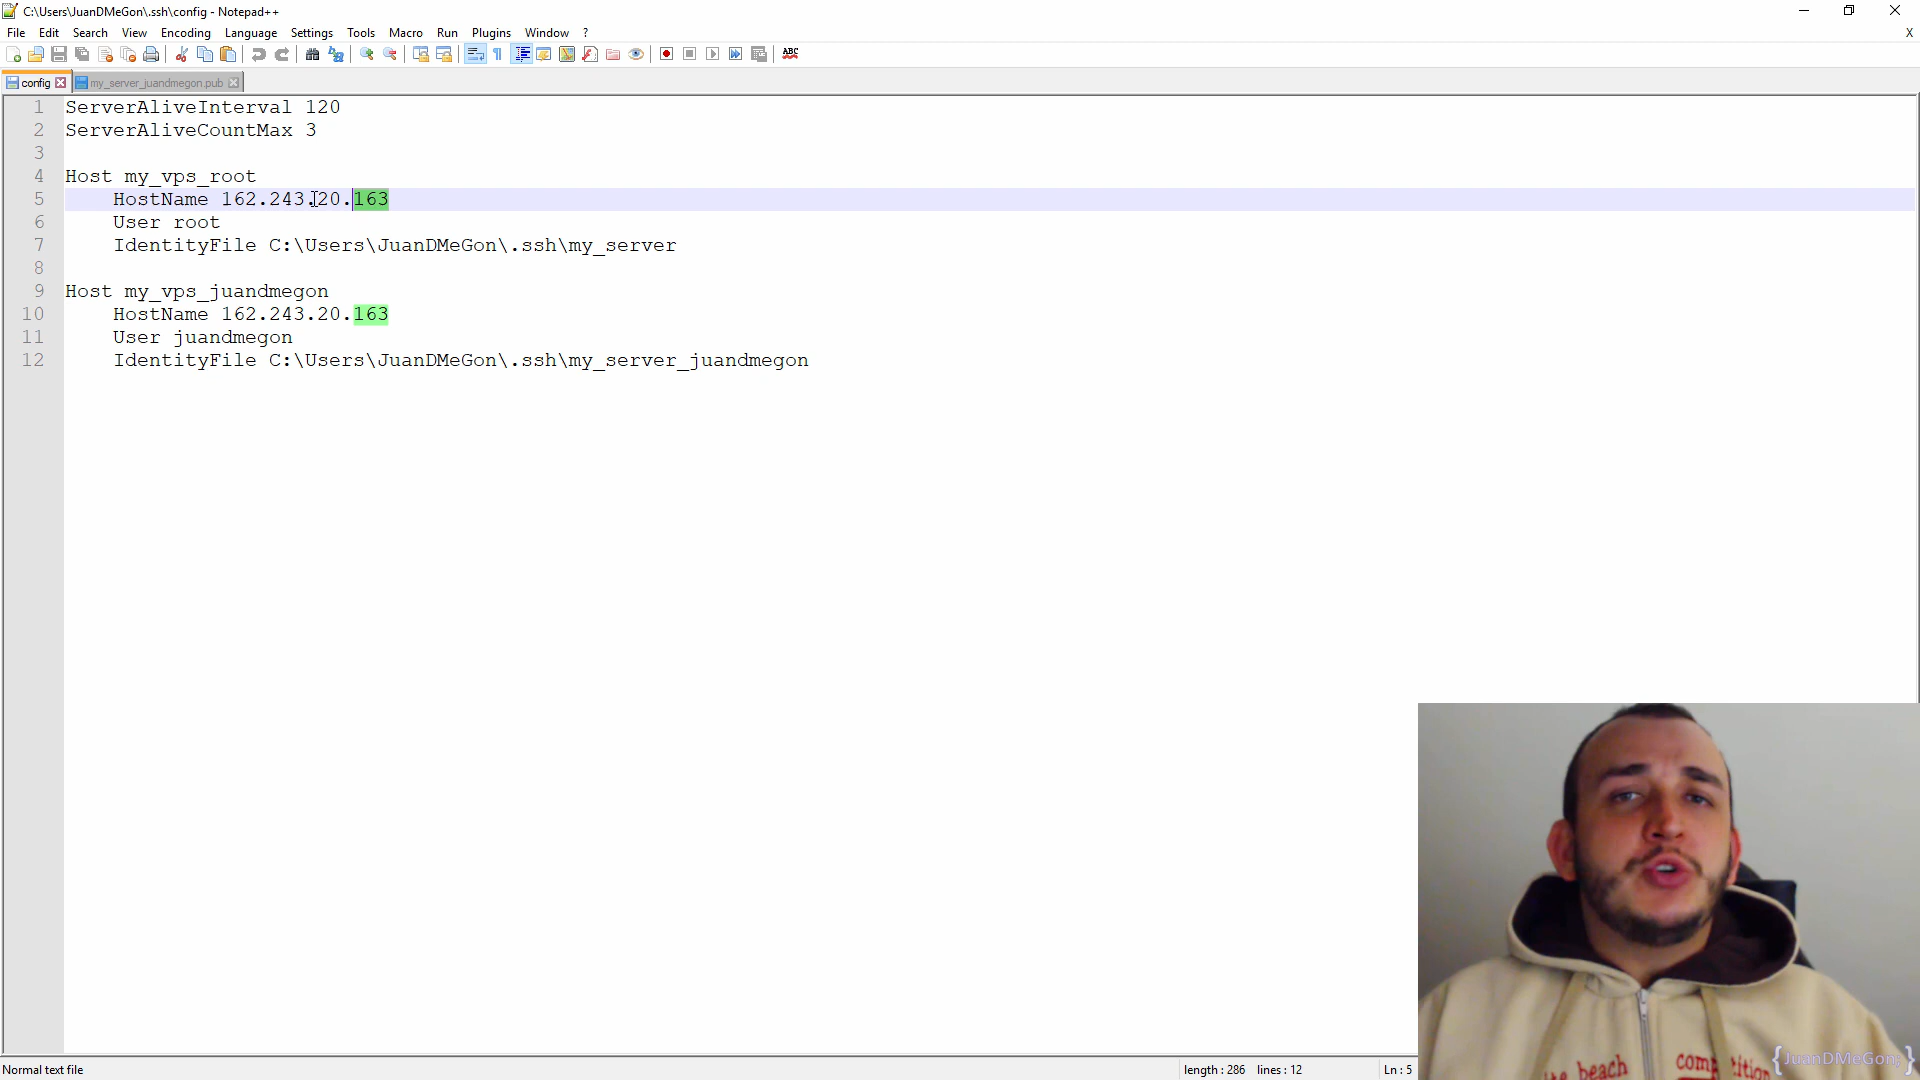 C:\Users\JuanDMeGon\.ssh\config - Notepad++
File Edit Search View Encoding Language Settings Tools Macro Run Plugins Window ? X
config my_server_juandmegon.pub
1 ServerAliveInterval 120
2 ServerAliveCountMax 3
3
4 Host my_vps_root
5 HostName 162.243.20.163
6 User root
7 IdentityFile C:\Users\JuanDMeGon\.ssh\my_server
8
9 Host my_vps_juandmegon
10 HostName 162.243.20.163
11 User juandmegon
12 IdentityFile C:\Users\JuanDMeGon\.ssh\my_server_juandmegon
beach competition
{JuanDMeGon;}
Normal text file length : 286 lines : 12 Ln : 5